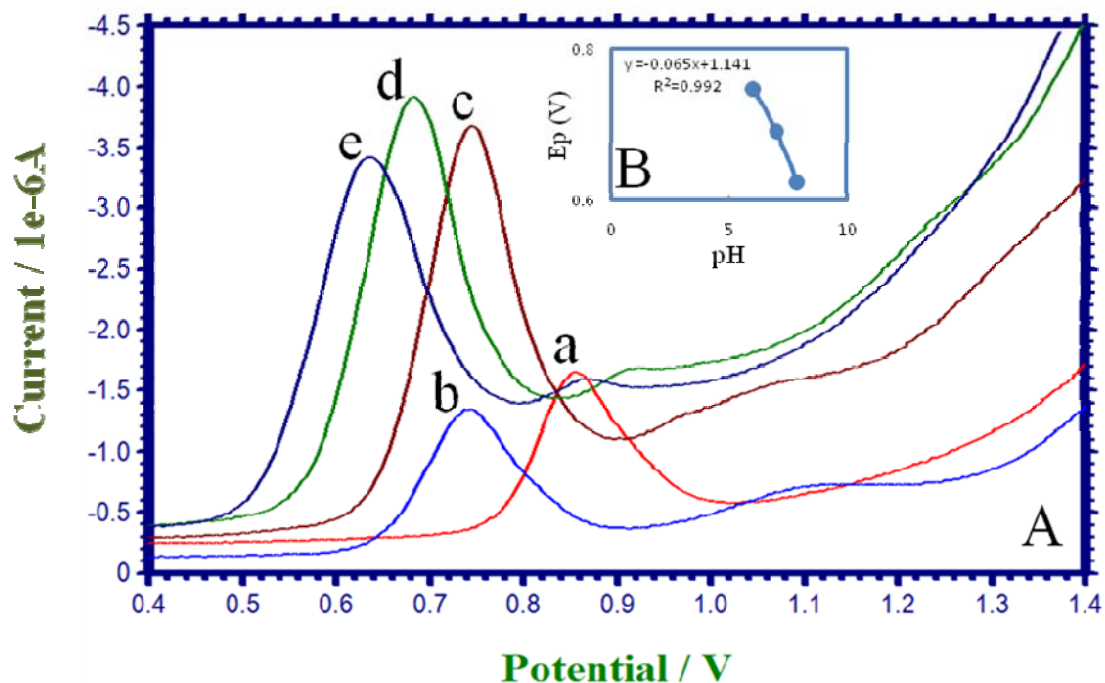 -4.5
-4.0
-3.5
-3.0
-2.5
-2.0
-1.5
-1.0
-0.5
0
Current / 1e-6A
0.4 0.5 0.6 0.7 0.8 0.9 1.0 1.1 1.2 1.3 1.4
Potential / V
e
d
c
b
a
A
0.8
0.6
Ep (V)
y=-0.065x+1.141
R²=0.992
B
0 5 10
pH